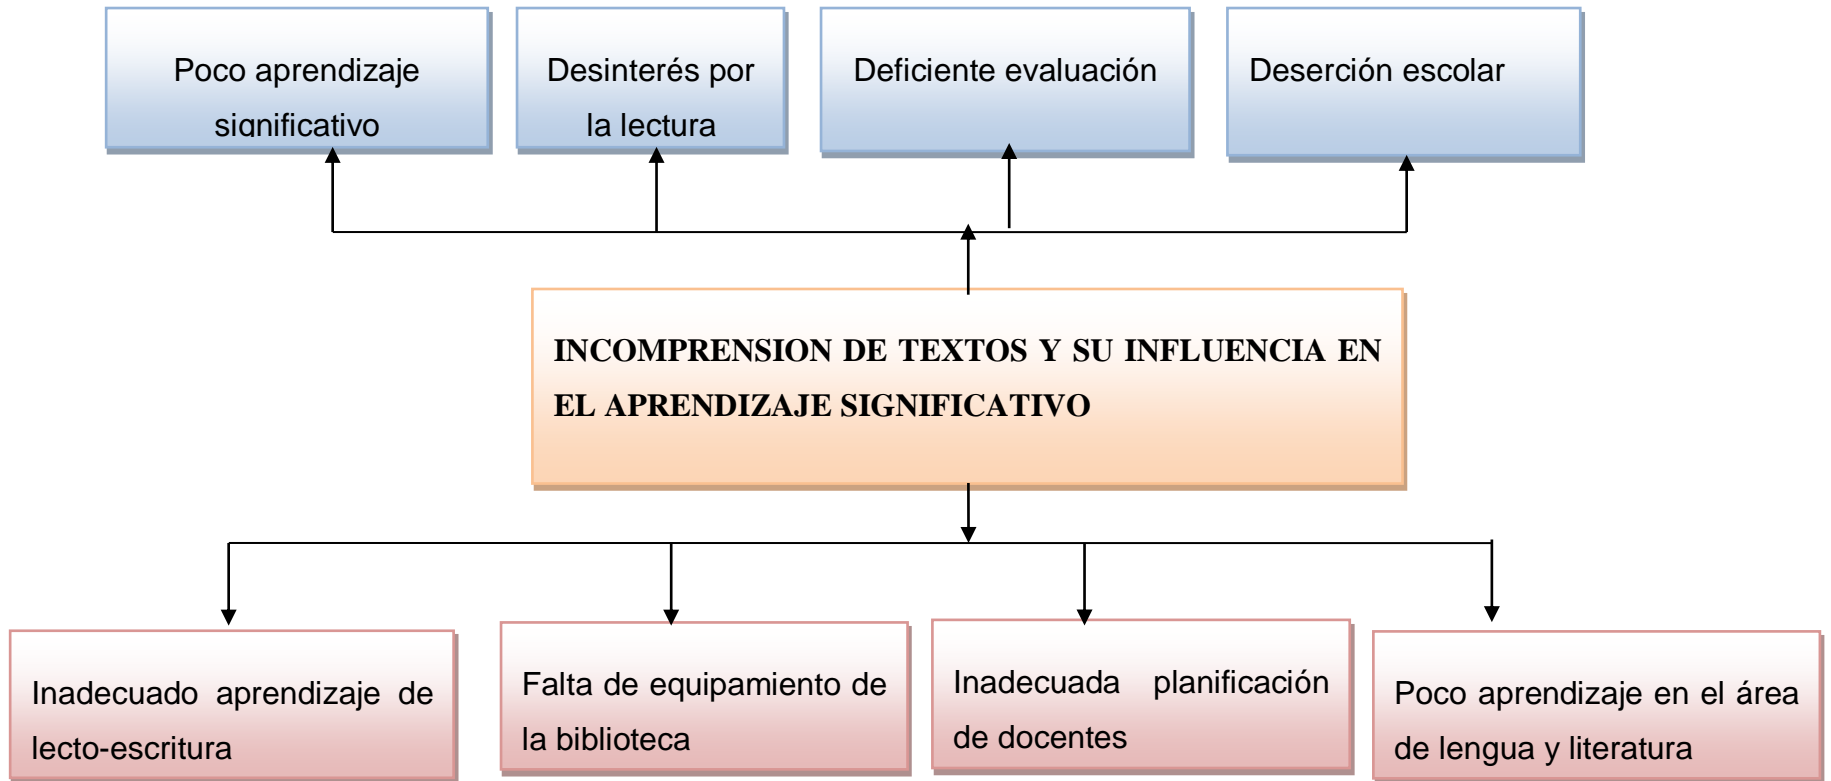 Poco aprendizaje
significativo
Desinterés por
la lectura
Deficiente evaluación
Deserción escolar
INCOMPRENSION DE TEXTOS Y SU INFLUENCIA EN
EL APRENDIZAJE SIGNIFICATIVO
Inadecuado aprendizaje de
lecto-escritura
Falta de equipamiento de
la biblioteca
Inadecuada planificación
de docentes
Poco aprendizaje en el área
de lengua y literatura